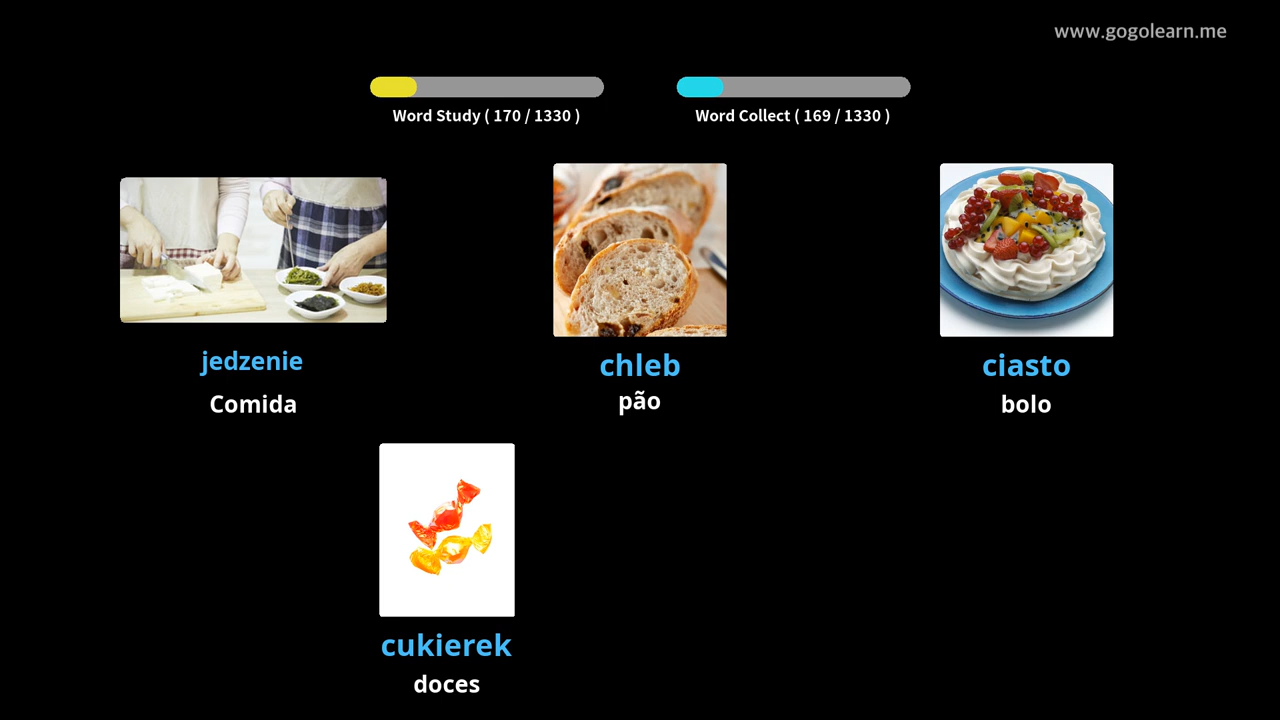 www.gogolearn.me
Word Study ( 170 / 1330 )
Word Collect ( 169 / 1330 )
jedzenie
Comida
chleb
pão
ciasto
bolo
cukierek
doces